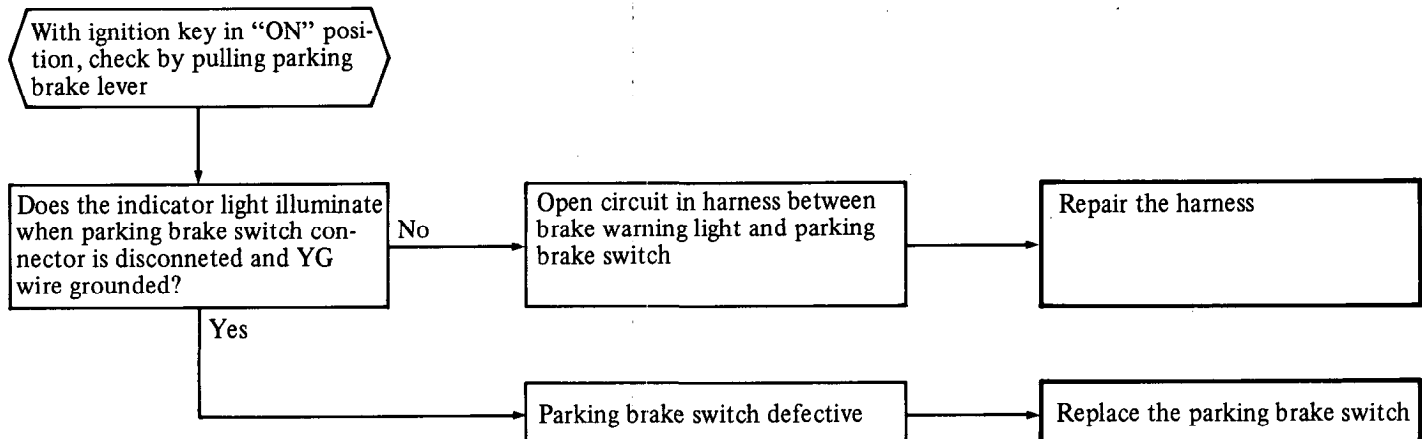 With ignition key in “ON” posi-
tion, check by pulling parking
brake lever
Does the indicator light illuminate
when parking brake switch con-
nector is disconneted and YG
wire grounded?
No
Open circuit in harness between
brake warning light and parking
brake switch
Repair the harness
Yes
Parking brake switch defective
Replace the parking brake switch